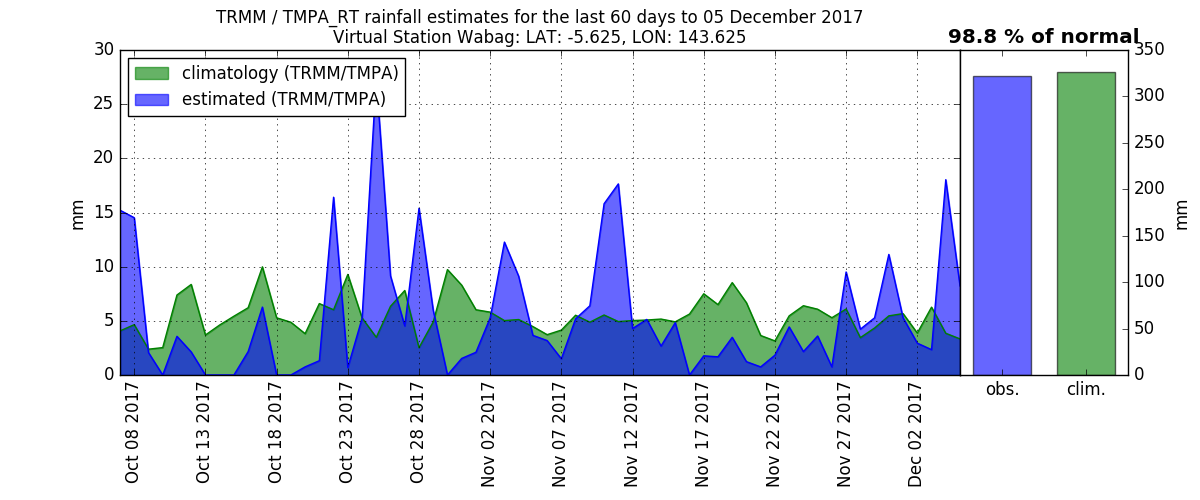 TRMM / TMPA_RT rainfall estimates for the last 60 days to 05 December 2017
Virtual Station Wabag: LAT: -5.625, LON: 143.625
98.8 % of normal
climatology (TRMM/TMPA)
estimated (TRMM/TMPA)
mm
30
25
20
15
10
5
0
Oct 08 2017
Oct 13 2017
Oct 18 2017
Oct 23 2017
Oct 28 2017
Nov 02 2017
Nov 07 2017
Nov 12 2017
Nov 17 2017
Nov 22 2017
Nov 27 2017
Dec 02 2017
obs.
clim.
350
300
250
200
150
100
50
0
mm